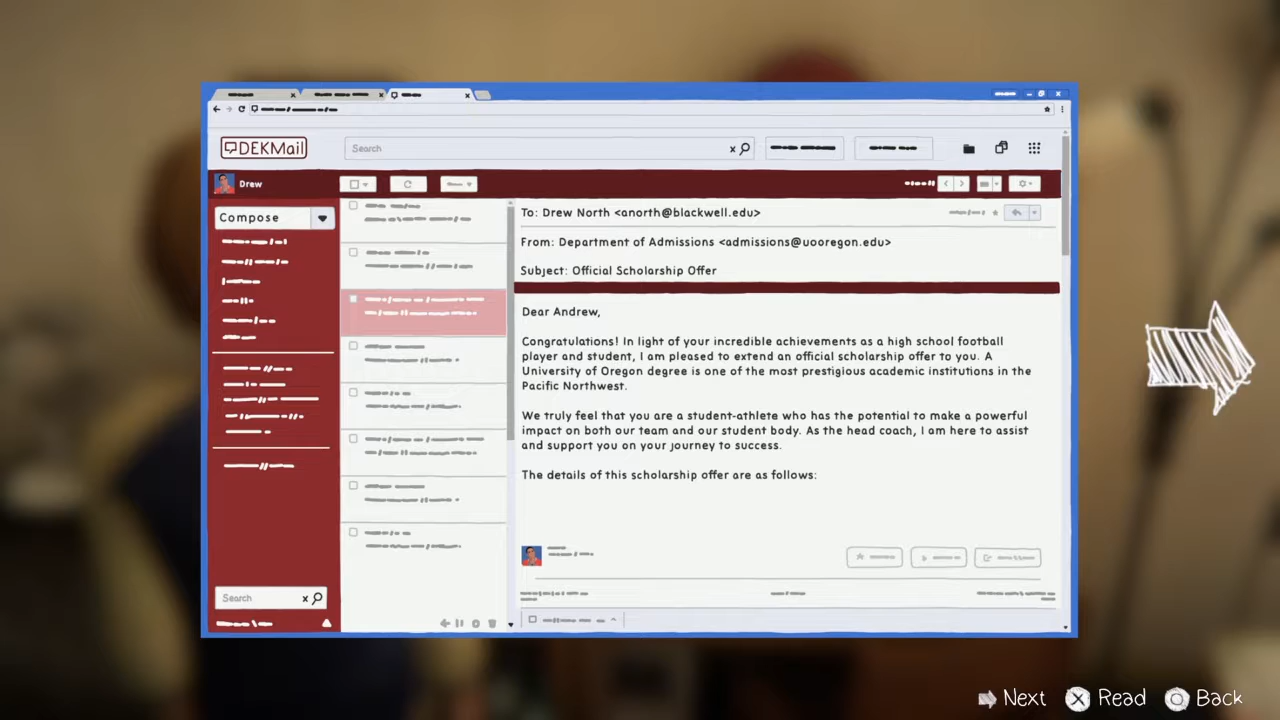 DEKMail
Search
Drew
Compose
To: Drew North <anorth@blackwell.edu>
From: Department of Admissions <admissions@uooregon.edu>
Subject: Official Scholarship Offer
Dear Andrew,
Congratulations! In light of your incredible achievements as a high school football
player and student, I am pleased to extend an official scholarship offer to you. A
University of Oregon degree is one of the most prestigious academic institutions in the
Pacific Northwest.
We truly feel that you are a student-athlete who has the potential to make a powerful
impact on both our team and our student body. As the head coach, I am here to assist
and support you on your journey to success.
The details of this scholarship offer are as follows:
Search
Next
Read
Back